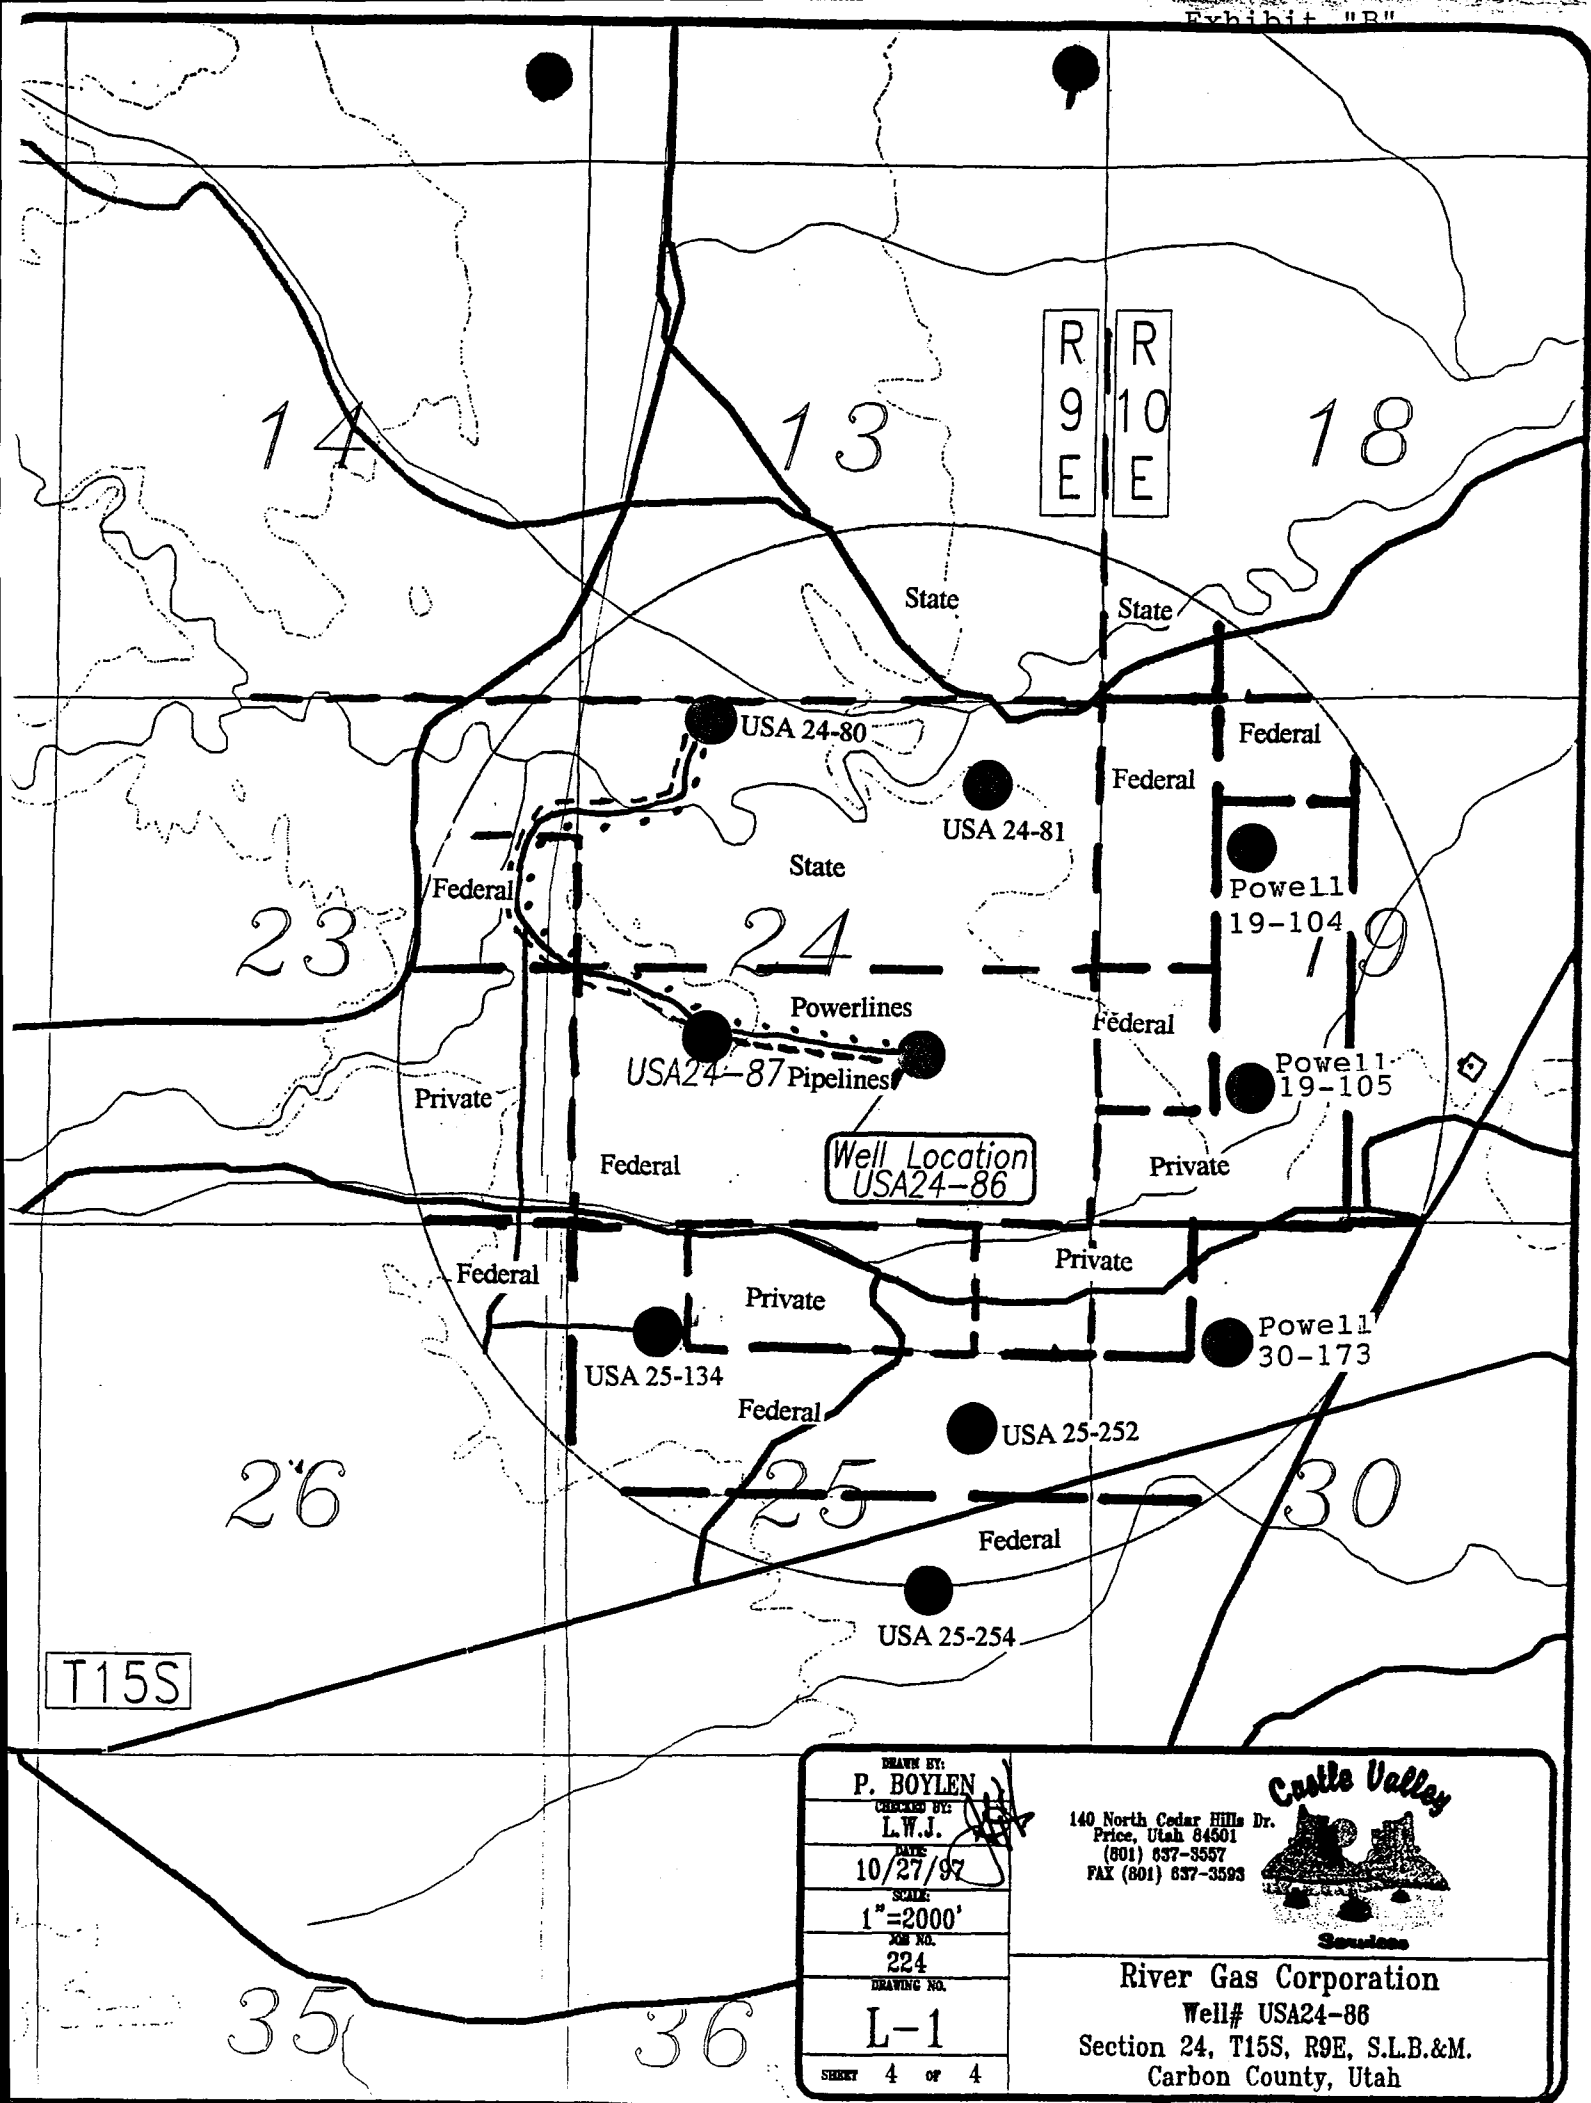 Exhibit "B"
R
9
E
R
10
E
14
13
18
State
State
USA 24-80
Federal
Federal
USA 24-81
State
Federal
Powell
19-104
23
24
19
Powerlines
Federal
USA24-87
Pipelines
Powell
19-105
Private
Well Location
USA24-86
Federal
Private
Federal
Private
Private
Powell
30-173
USA 25-134
Federal
USA 25-252
26
25
30
Federal
USA 25-254
T15S
35
36
DRAWN BY:
P. BOYLEN
CHECKED BY:
L.W.J.
DATE:
10/27/97
SCALE:
1"=2000'
JOB NO.
224
DRAWING NO.
L-1
SHEET 4 OF 4
Castle Valley
140 North Cedar Hills Dr.
Price, Utah 84501
(801) 637-3557
FAX (801) 637-3593
Services
River Gas Corporation
Well# USA24-86
Section 24, T15S, R9E, S.L.B.&M.
Carbon County, Utah